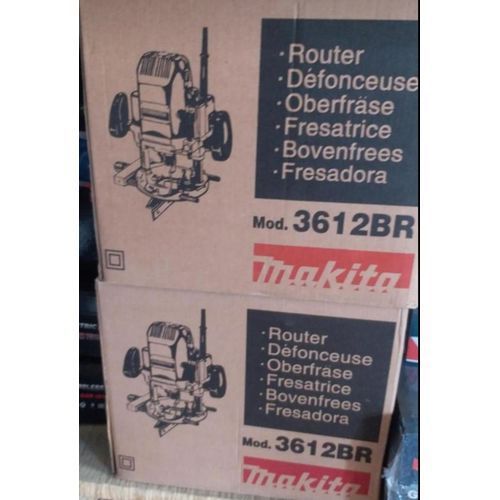 · Router
· Défonceuse
· Oberfräse
· Fresatrice
· Bovenfrees
· Fresadora
Mod. 3612BR
makita
· Router
· Défonceuse
· Oberfräse
· Fresatrice
· Bovenfrees
· Fresadora
Mod. 3612BR
makita